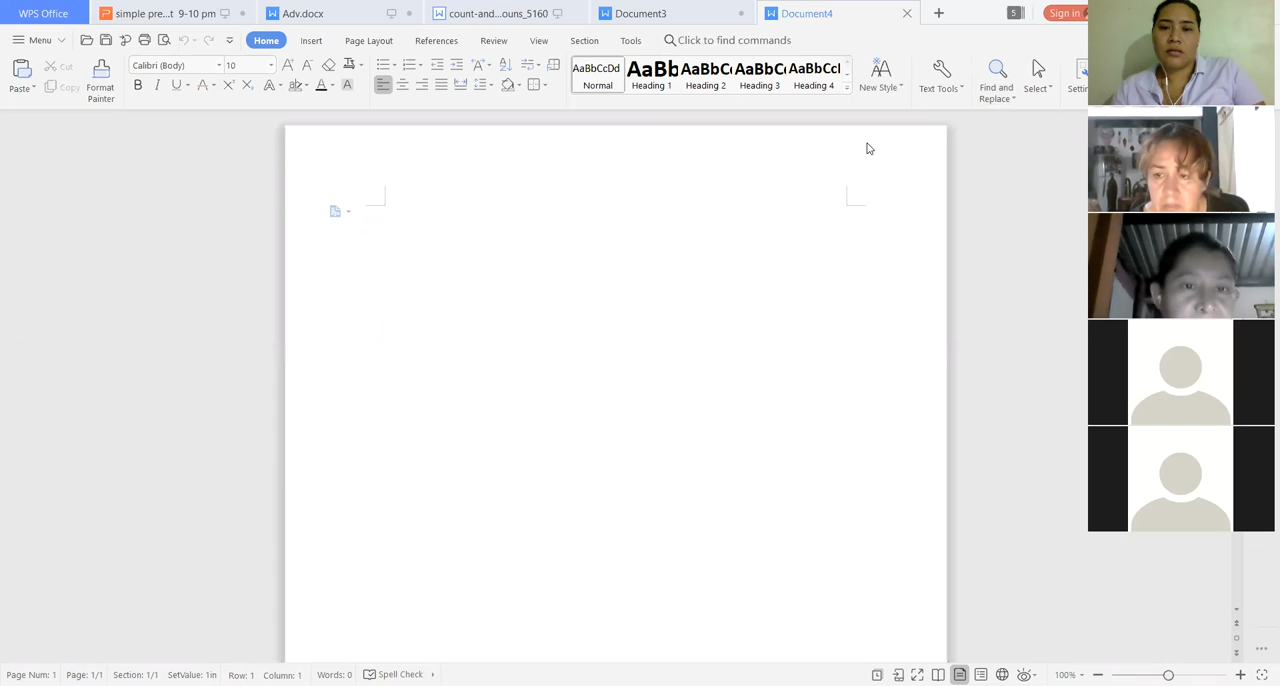 WPS Office
simple pre...t 9-10 pm
Adv.docx
count-and...ouns_5160
Document3
Document4
5
Sign in
Menu
Home
Insert
Page Layout
References
Review
View
Section
Tools
Click to find commands
Paste
Cut
Copy
Format
Painter
Calibri (Body)
10
AaBbCcDd
Normal
AaBb
Heading 1
AaBbC
Heading 2
AaBbC
Heading 3
AaBbCcI
Heading 4
New Style
Text Tools
Find and
Replace
Select
Page Num: 1
Page: 1/1
Section: 1/1
SetValue: 1in
Row: 1
Column: 1
Words: 0
Spell Check
100%